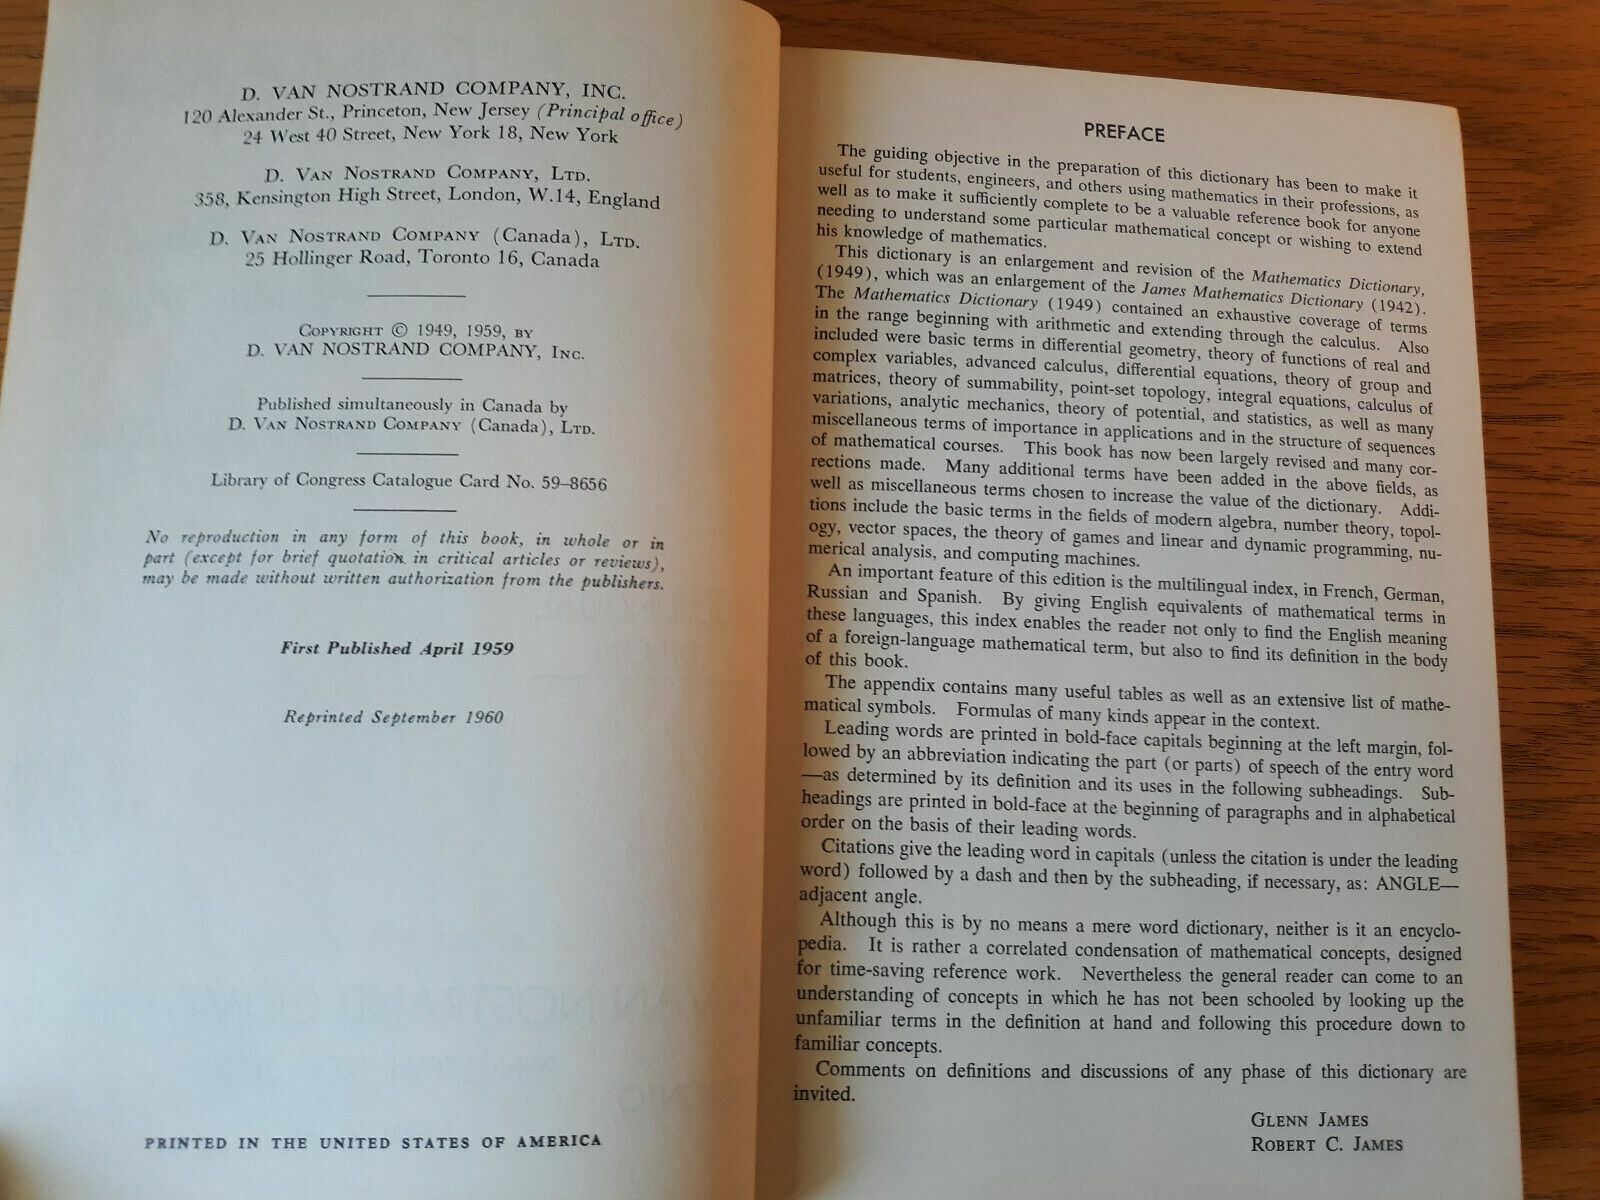 D. VAN NOSTRAND COMPANY, INC.
120 Alexander St., Princeton, New Jersey (Principal office)
24 West 40 Street, New York 18, New York
D. VAN NOSTRAND COMPANY, LTD.
358, Kensington High Street, London, W.14, England
D. VAN NOSTRAND COMPANY (Canada), LTD.
25 Hollinger Road, Toronto 16, Canada
COPYRIGHT © 1949, 1959, BY
D. VAN NOSTRAND COMPANY, INC.
Published simultaneously in Canada by
D. VAN NOSTRAND COMPANY (Canada), LTD.
Library of Congress Catalogue Card No. 59–8656
No reproduction in any form of this book, in whole or in
part (except for brief quotation in critical articles or reviews),
may be made without written authorization from the publishers.
First Published April 1959
Reprinted September 1960
PRINTED IN THE UNITED STATES OF AMERICA
PREFACE
The guiding objective in the preparation of this dictionary has been to make it
useful for students, engineers, and others using mathematics in their professions, as
well as to make it sufficiently complete to be a valuable reference book for anyone
needing to understand some particular mathematical concept or wishing to extend
his knowledge of mathematics.
This dictionary is an enlargement and revision of the Mathematics Dictionary,
(1949), which was an enlargement of the James Mathematics Dictionary (1942).
The Mathematics Dictionary (1949) contained an exhaustive coverage of terms
in the range beginning with arithmetic and extending through the calculus. Also
included were basic terms in differential geometry, theory of functions of real and
complex variables, advanced calculus, differential equations, theory of group and
matrices, theory of summability, point-set topology, integral equations, calculus of
variations, analytic mechanics, theory of potential, and statistics, as well as many
miscellaneous terms of importance in applications and in the structure of sequences
of mathematical courses. This book has now been largely revised and many cor-
rections made. Many additional terms have been added in the above fields, as
well as miscellaneous terms chosen to increase the value of the dictionary. Addi-
tions include the basic terms in the fields of modern algebra, number theory, topol-
ogy, vector spaces, the theory of games and linear and dynamic programming, nu-
merical analysis, and computing machines.
An important feature of this edition is the multilingual index, in French, German,
Russian and Spanish. By giving English equivalents of mathematical terms in
these languages, this index enables the reader not only to find the English meaning
of a foreign-language mathematical term, but also to find its definition in the body
of this book.
The appendix contains many useful tables as well as an extensive list of mathe-
matical symbols. Formulas of many kinds appear in the context.
Leading words are printed in bold-face capitals beginning at the left margin, fol-
lowed by an abbreviation indicating the part (or parts) of speech of the entry word
—as determined by its definition and its uses in the following subheadings. Sub-
headings are printed in bold-face at the beginning of paragraphs and in alphabetical
order on the basis of their leading words.
Citations give the leading word in capitals (unless the citation is under the leading
word) followed by a dash and then by the subheading, if necessary, as: ANGLE—
adjacent angle.
Although this is by no means a mere word dictionary, neither is it an encyclo-
pedia. It is rather a correlated condensation of mathematical concepts, designed
for time-saving reference work. Nevertheless the general reader can come to an
understanding of concepts in which he has not been schooled by looking up the
unfamiliar terms in the definition at hand and following this procedure down to
familiar concepts.
Comments on definitions and discussions of any phase of this dictionary are
invited.
GLENN JAMES
ROBERT C. JAMES